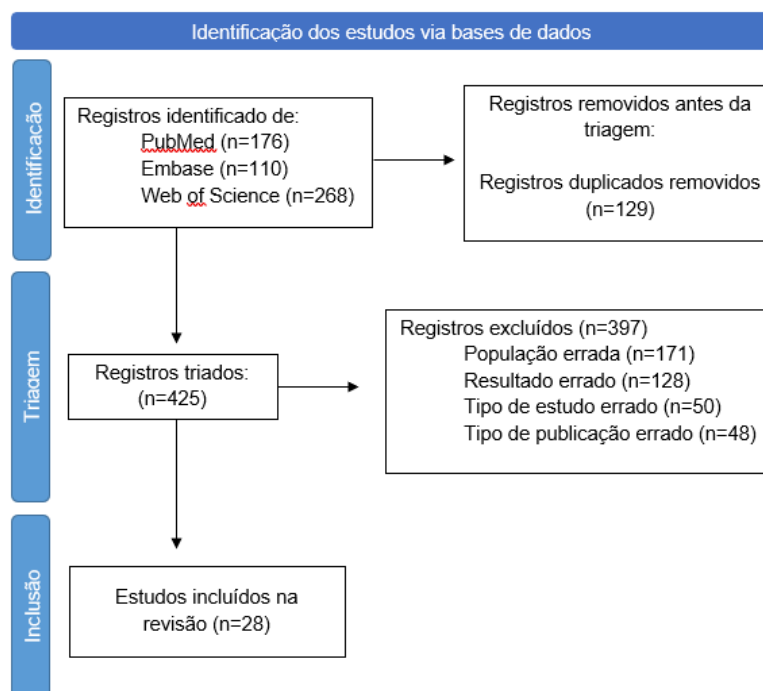 Identificação dos estudos via bases de dados
Identificação
Registros identificado de:
PubMed (n=176)
Embase (n=110)
Web of Science (n=268)
Registros removidos antes da
triagem:
Registros duplicados removidos
(n=129)
Triagem
Registros triados:
(n=425)
Registros excluídos (n=397)
População errada (n=171)
Resultado errado (n=128)
Tipo de estudo errado (n=50)
Tipo de publicação errado (n=48)
Inclusão
Estudos incluídos na
revisão (n=28)